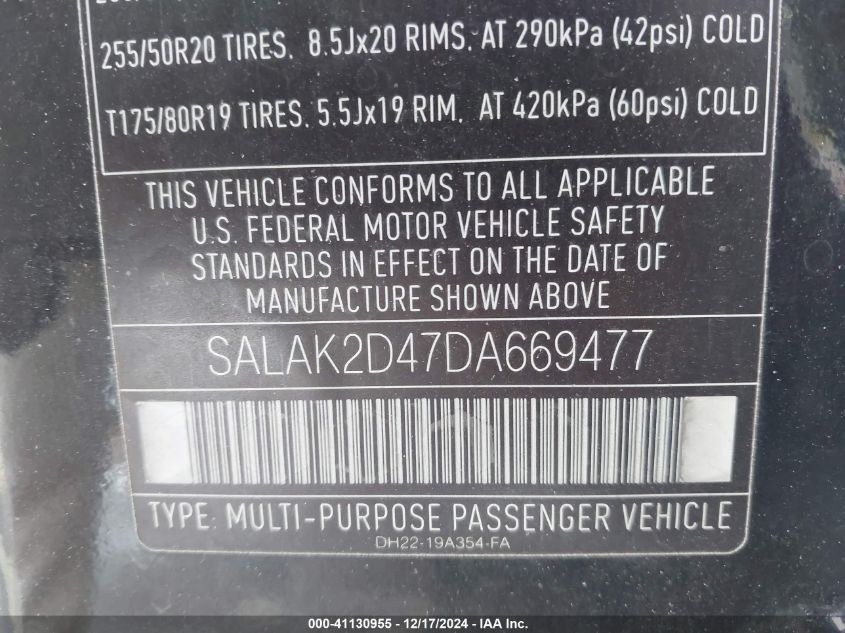 255/50R20 TIRES. 8.5Jx20 RIMS. AT 290kPa (42psi) COLD
T175/80R19 TIRES. 5.5Jx19 RIM. AT 420kPa (60psi) COLD
THIS VEHICLE CONFORMS TO ALL APPLICABLE
U.S. FEDERAL MOTOR VEHICLE SAFETY
STANDARDS IN EFFECT ON THE DATE OF
MANUFACTURE SHOWN ABOVE
SALAK2D47DA669477
TYPE: MULTI-PURPOSE PASSENGER VEHICLE
DH22-19A354-FA
000-41130955 - 12/17/2024 - IAA Inc.